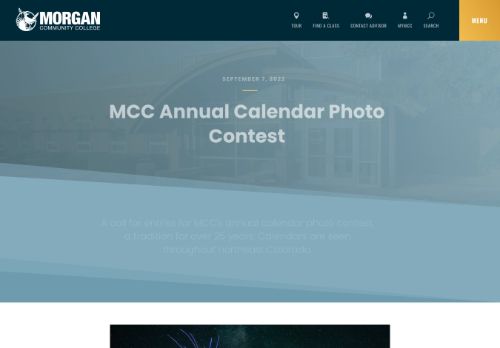 MORGAN
COMMUNITY COLLEGE
TOUR
FIND A CLASS
CONTACT ADVISOR
MYMCC
SEARCH
MENU
SEPTEMBER 7, 2022
MCC Annual Calendar Photo
Contest
A call for entries for MCC's annual calendar photo contest,
a tradition for over 25 years. Calendars are seen
throughout northeast Colorado.